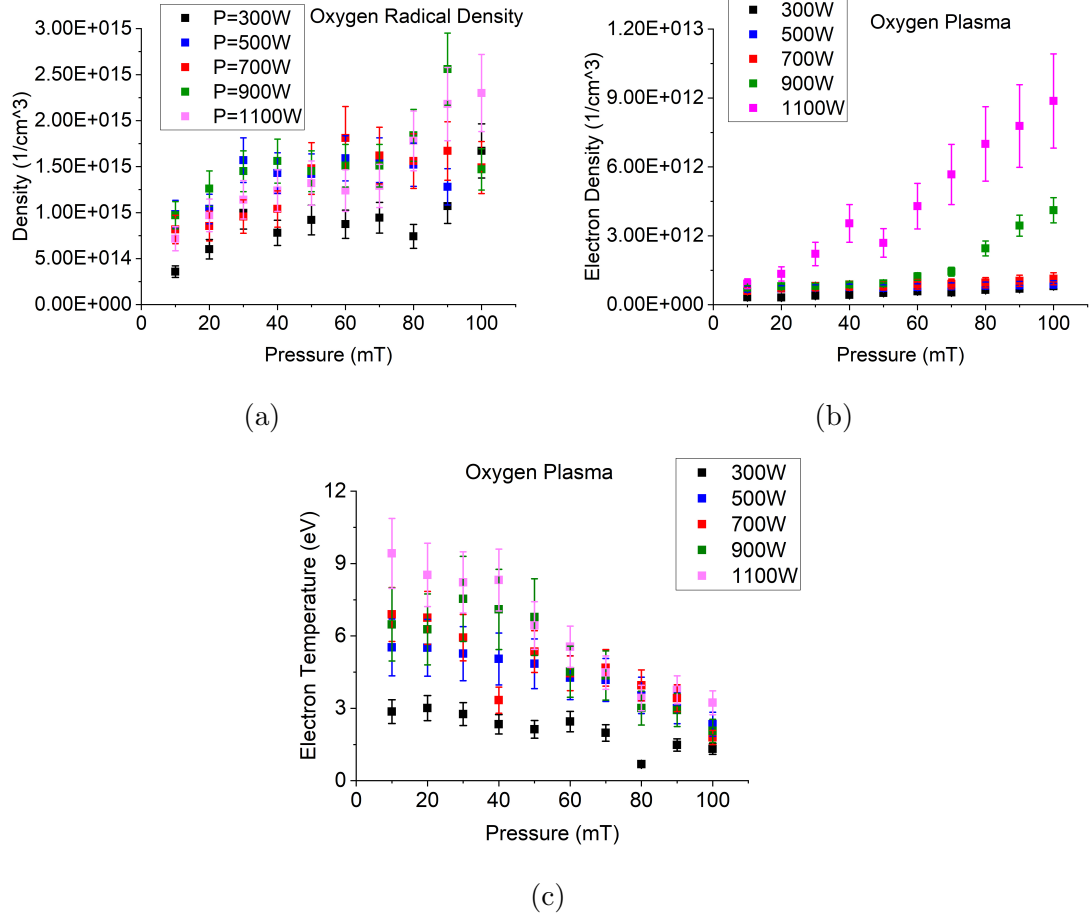 Oxygen Radical Density
P=300W
P=500W
P=700W
P=900W
P=1100W
3.00E+015
2.50E+015
2.00E+015
1.50E+015
1.00E+015
5.00E+014
0.00E+000
Density (1/cm^3)
0 20 40 60 80 100
Pressure (mT)
(a)
Oxygen Plasma
300W
500W
700W
900W
1100W
1.20E+013
9.00E+012
6.00E+012
3.00E+012
0.00E+000
Electron Density (1/cm^3)
0 20 40 60 80 100
Pressure (mT)
(b)
Oxygen Plasma
300W
500W
700W
900W
1100W
12
9
6
3
0
Electron Temperature (eV)
0 20 40 60 80 100
Pressure (mT)
(c)